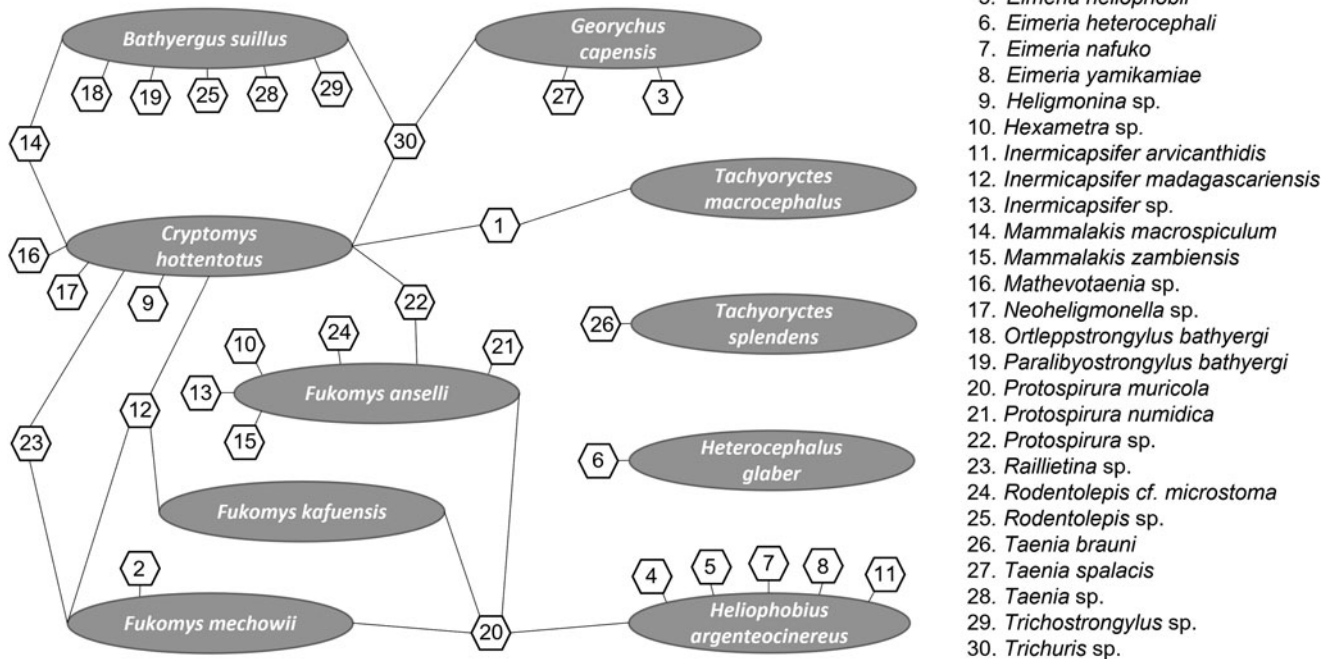 Bathyergus suillus
Georychus
capensis
18
19
25
28
29
27
3
14
30
Tachyoryctes
macrocephalus
1
Cryptomys
hottentotus
16
17
9
22
Tachyoryctes
splendens
26
10
24
21
13
Fukomys anselli
15
12
23
Heterocephalus
glaber
6
Fukomys kafuensis
2
Fukomys mechowii
20
4
5
7
8
11
Heliophobius
argenteocinereus
5. Eimeria heliophobii
6. Eimeria heterocephali
7. Eimeria nafuko
8. Eimeria yamikamiae
9. Heligmonina sp.
10. Hexametra sp.
11. Inermicapsifer arvicanthidis
12. Inermicapsifer madagascariensis
13. Inermicapsifer sp.
14. Mammalakis macrospiculum
15. Mammalakis zambiensis
16. Mathevotaenia sp.
17. Neoheligmonella sp.
18. Ortleppstrongylus bathyergi
19. Paralibyostrongylus bathyergi
20. Protospirura muricola
21. Protospirura numidica
22. Protospirura sp.
23. Raillietina sp.
24. Rodentolepis cf. microstoma
25. Rodentolepis sp.
26. Taenia brauni
27. Taenia spalacis
28. Taenia sp.
29. Trichostrongylus sp.
30. Trichuris sp.